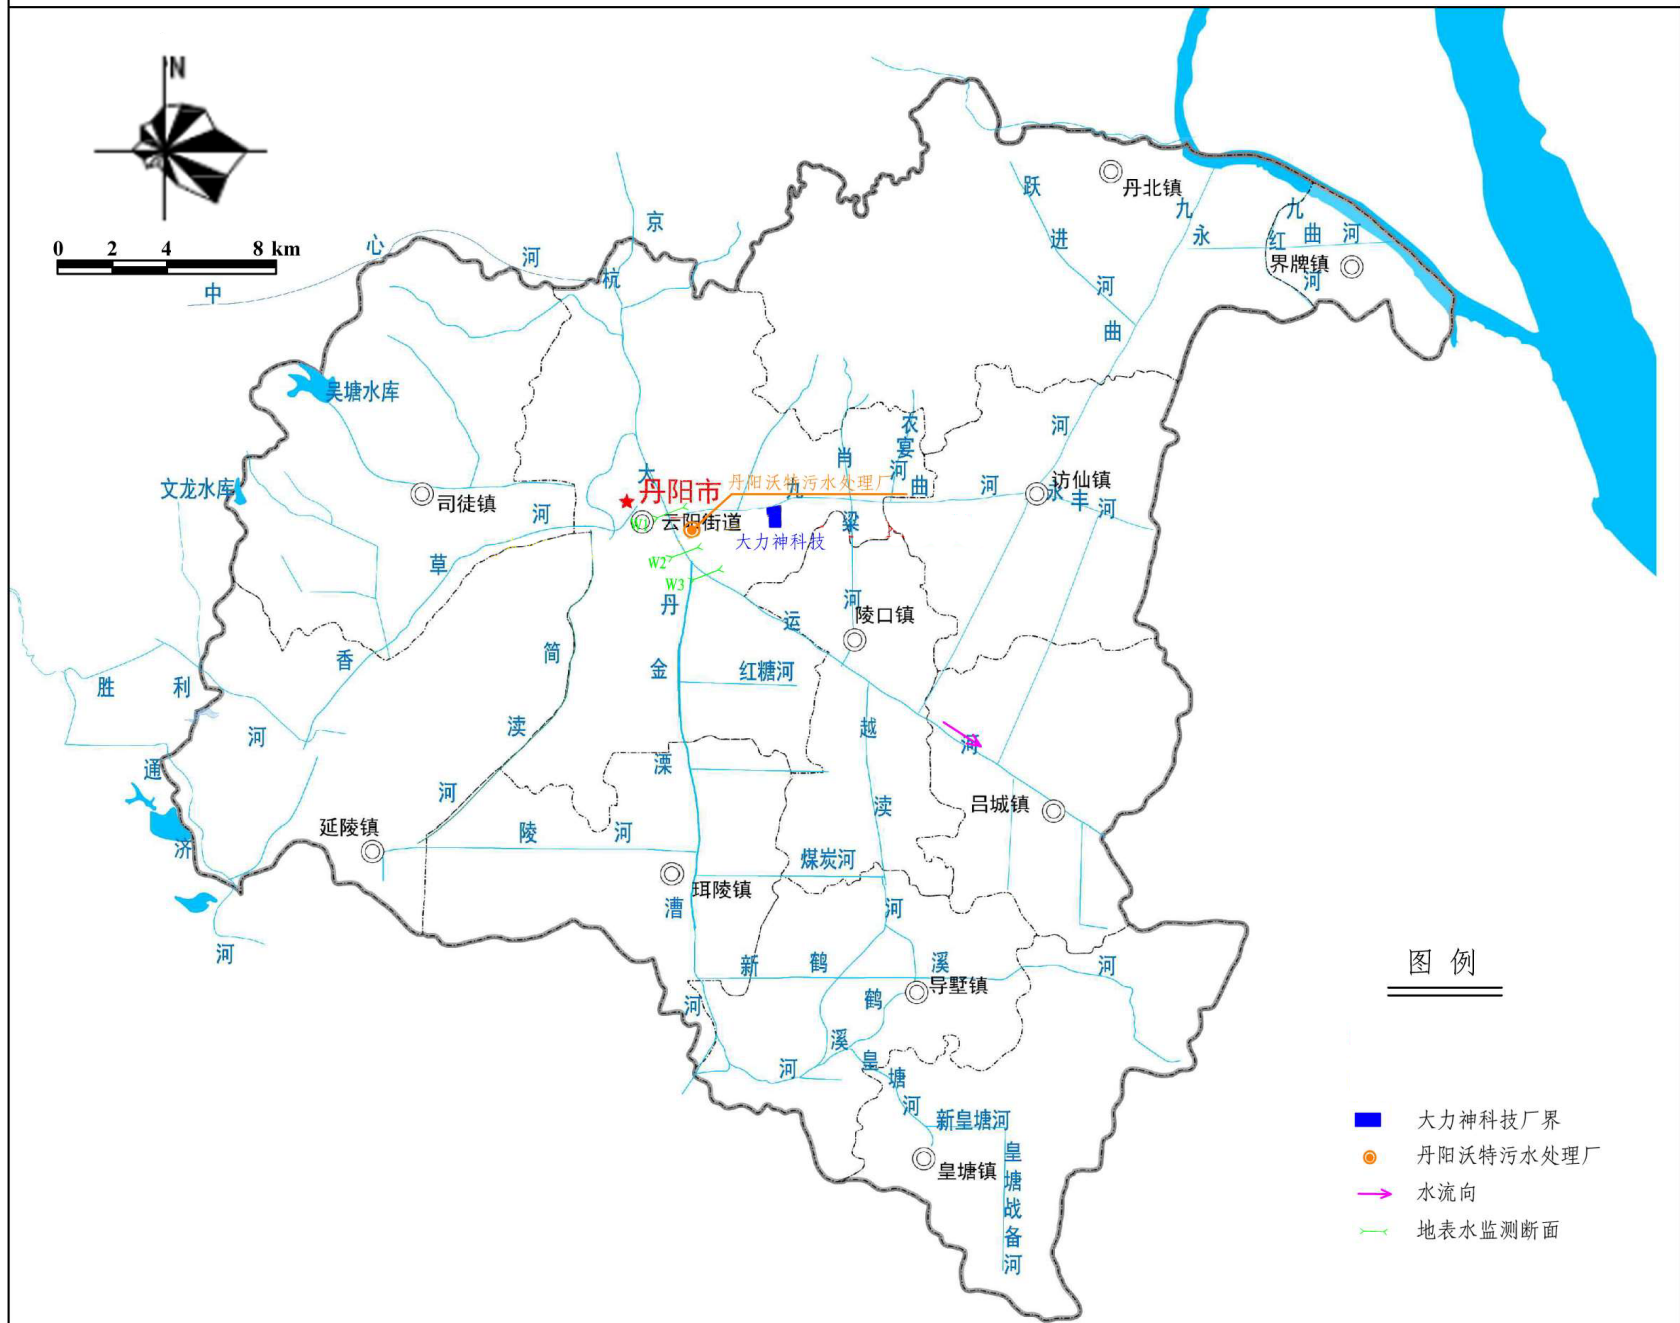 N
0 2 4 8 km
中心河
京杭大运河
跃进河
丹北镇
九曲河
永红河
九曲河
界牌镇
吴塘水库
文龙水库
司徒镇
香草河
丹阳市
云阳街道
丹阳沃特污水处理厂
大力神科技
W1
W2
W3
九曲河
肖梁河
农宴河
访仙镇
永丰河
陵口镇
丹金溧漕河
红糖河
简渎河
胜利河
通济河
越渎河
吕城镇
延陵镇
陵河
珥陵镇
煤炭河
新鹤溪河
导墅镇
鹤溪河
皇塘河
新皇塘河
皇塘镇
皇塘战备河
图例
大力神科技厂界
丹阳沃特污水处理厂
水流向
地表水监测断面